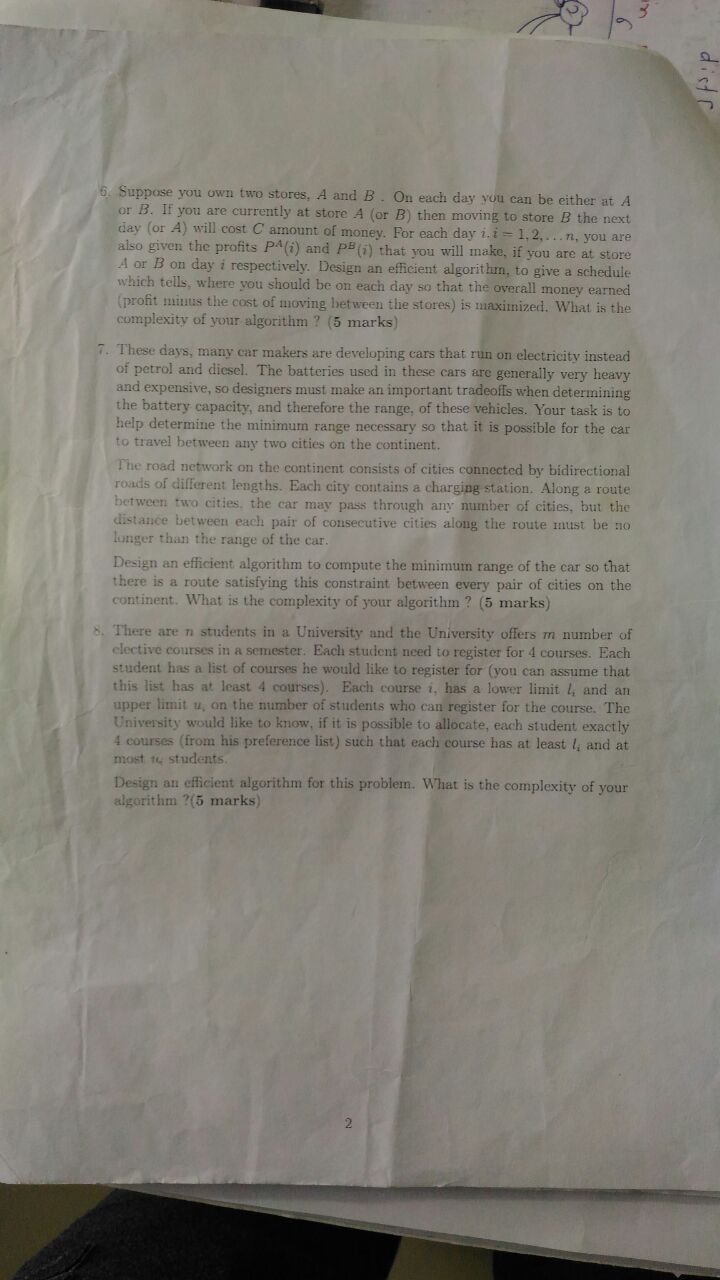 6. Suppose you own two stores, A and B . On each day you can be either at A
or B. If you are currently at store A (or B) then moving to store B the next
day (or A) will cost C amount of money. For each day i, i = 1, 2, ... n, you are
also given the profits P^A(i) and P^B(i) that you will make, if you are at store
A or B on day i respectively. Design an efficient algorithm, to give a schedule
which tells, where you should be on each day so that the overall money earned
(profit minus the cost of moving between the stores) is maximized. What is the
complexity of your algorithm ? (5 marks)
7. These days, many car makers are developing cars that run on electricity instead
of petrol and diesel. The batteries used in these cars are generally very heavy
and expensive, so designers must make an important tradeoffs when determining
the battery capacity, and therefore the range, of these vehicles. Your task is to
help determine the minimum range necessary so that it is possible for the car
to travel between any two cities on the continent.
The road network on the continent consists of cities connected by bidirectional
roads of different lengths. Each city contains a charging station. Along a route
between two cities, the car may pass through any number of cities, but the
distance between each pair of consecutive cities along the route must be no
longer than the range of the car.
Design an efficient algorithm to compute the minimum range of the car so that
there is a route satisfying this constraint between every pair of cities on the
continent. What is the complexity of your algorithm ? (5 marks)
8. There are n students in a University and the University offers m number of
elective courses in a semester. Each student need to register for 4 courses. Each
student has a list of courses he would like to register for (you can assume that
this list has at least 4 courses). Each course i, has a lower limit l_i and an
upper limit u_i on the number of students who can register for the course. The
University would like to know, if it is possible to allocate, each student exactly
4 courses (from his preference list) such that each course has at least l_i and at
most u_i students.
Design an efficient algorithm for this problem. What is the complexity of your
algorithm ?(5 marks)
2